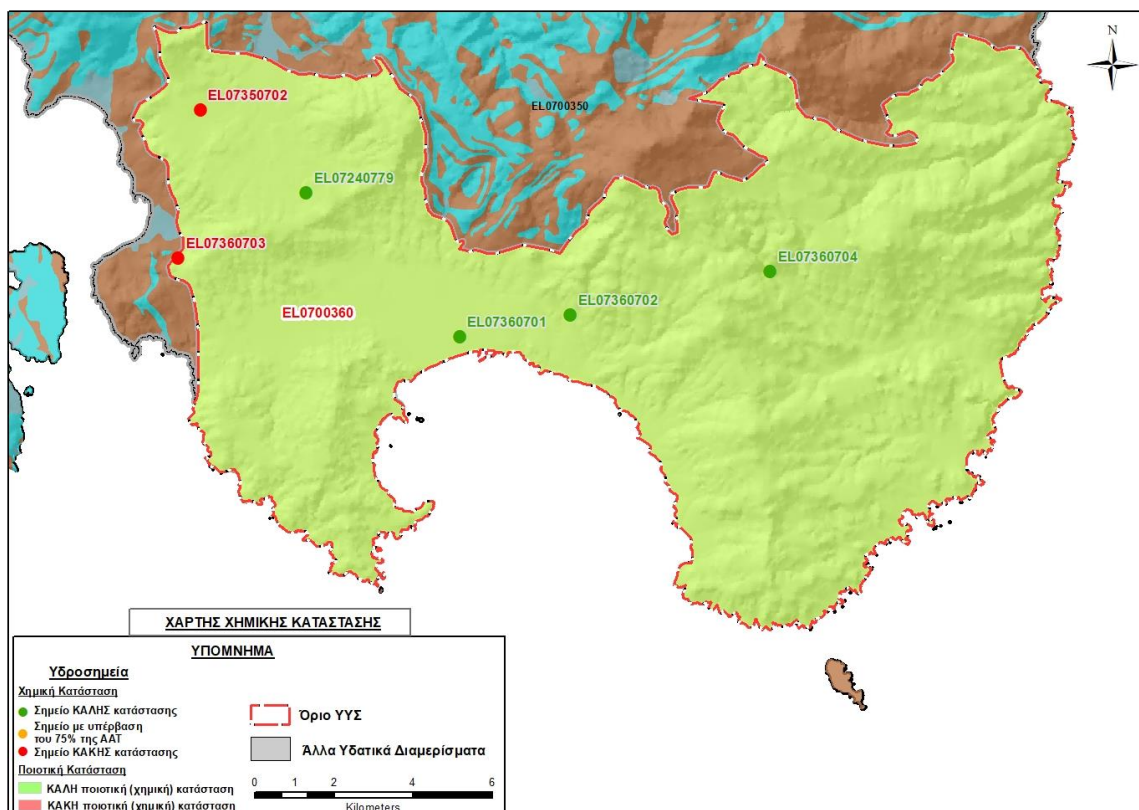 N
EL07350702
EL0700350
EL07240779
EL07360703
EL07360704
EL0700360
EL07360702
EL07360701
ΧΑΡΤΗΣ ΧΗΜΙΚΗΣ ΚΑΤΑΣΤΑΣΗΣ
ΥΠΟΜΝΗΜΑ
Υδροσημεία
Χημική Κατάσταση
Σημείο ΚΑΛΗΣ κατάστασης
Σημείο με υπέρβαση
του 75% της ΑΑΤ
Σημείο ΚΑΚΗΣ κατάστασης
Ποιοτική Κατάσταση
ΚΑΛΗ ποιοτική (χημική) κατάσταση
ΚΑΚΗ ποιοτική (χημική) κατάσταση
Όριο ΥΥΣ
Άλλα Υδατικά Διαμερίσματα
0 1 2 4 6
Kilometers